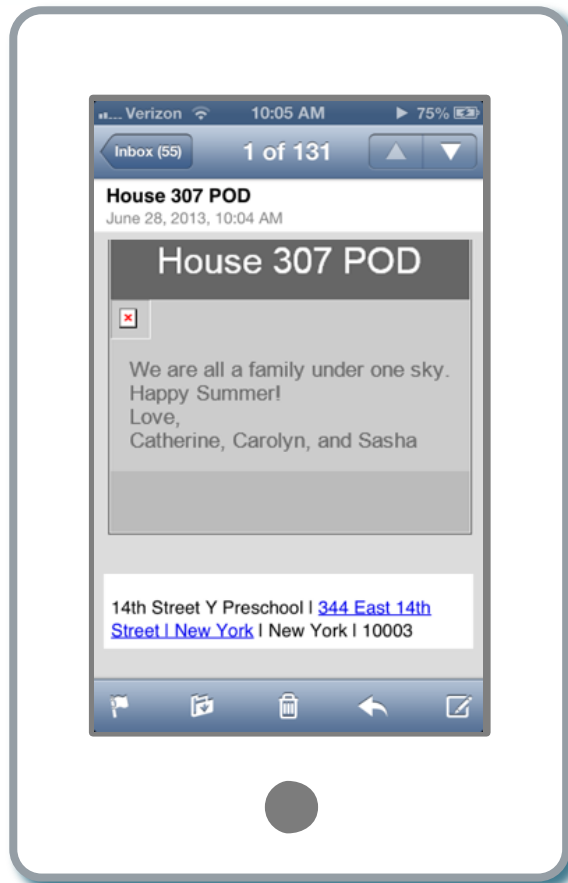 Verizon 10:05 AM 75%
Inbox (55) 1 of 131
House 307 POD
June 28, 2013, 10:04 AM
House 307 POD
We are all a family under one sky.
Happy Summer!
Love,
Catherine, Carolyn, and Sasha
14th Street Y Preschool | 344 East 14th
Street | New York | New York | 10003